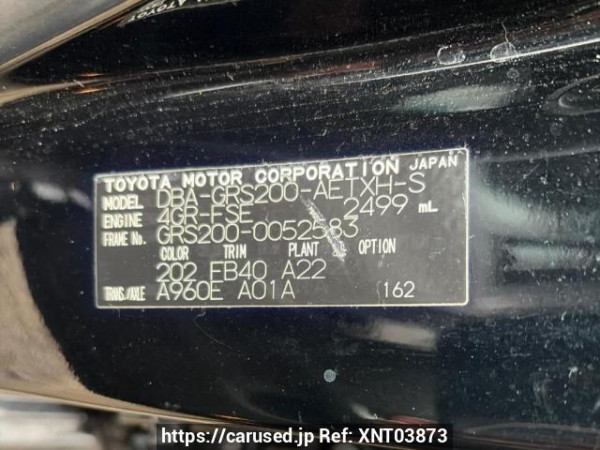 TOYOTA MOTOR CORPORATION JAPAN
MODEL DBA-GRS200-AETXH-S
ENGINE 4GR-FSE 2499 mL
FRAME No. GRS200-0052583
COLOR TRIM PLANT OPTION
202 FB40 A22
TRANS./AXLE A960E A01A (162
https://carused.jp Ref: XNT03873